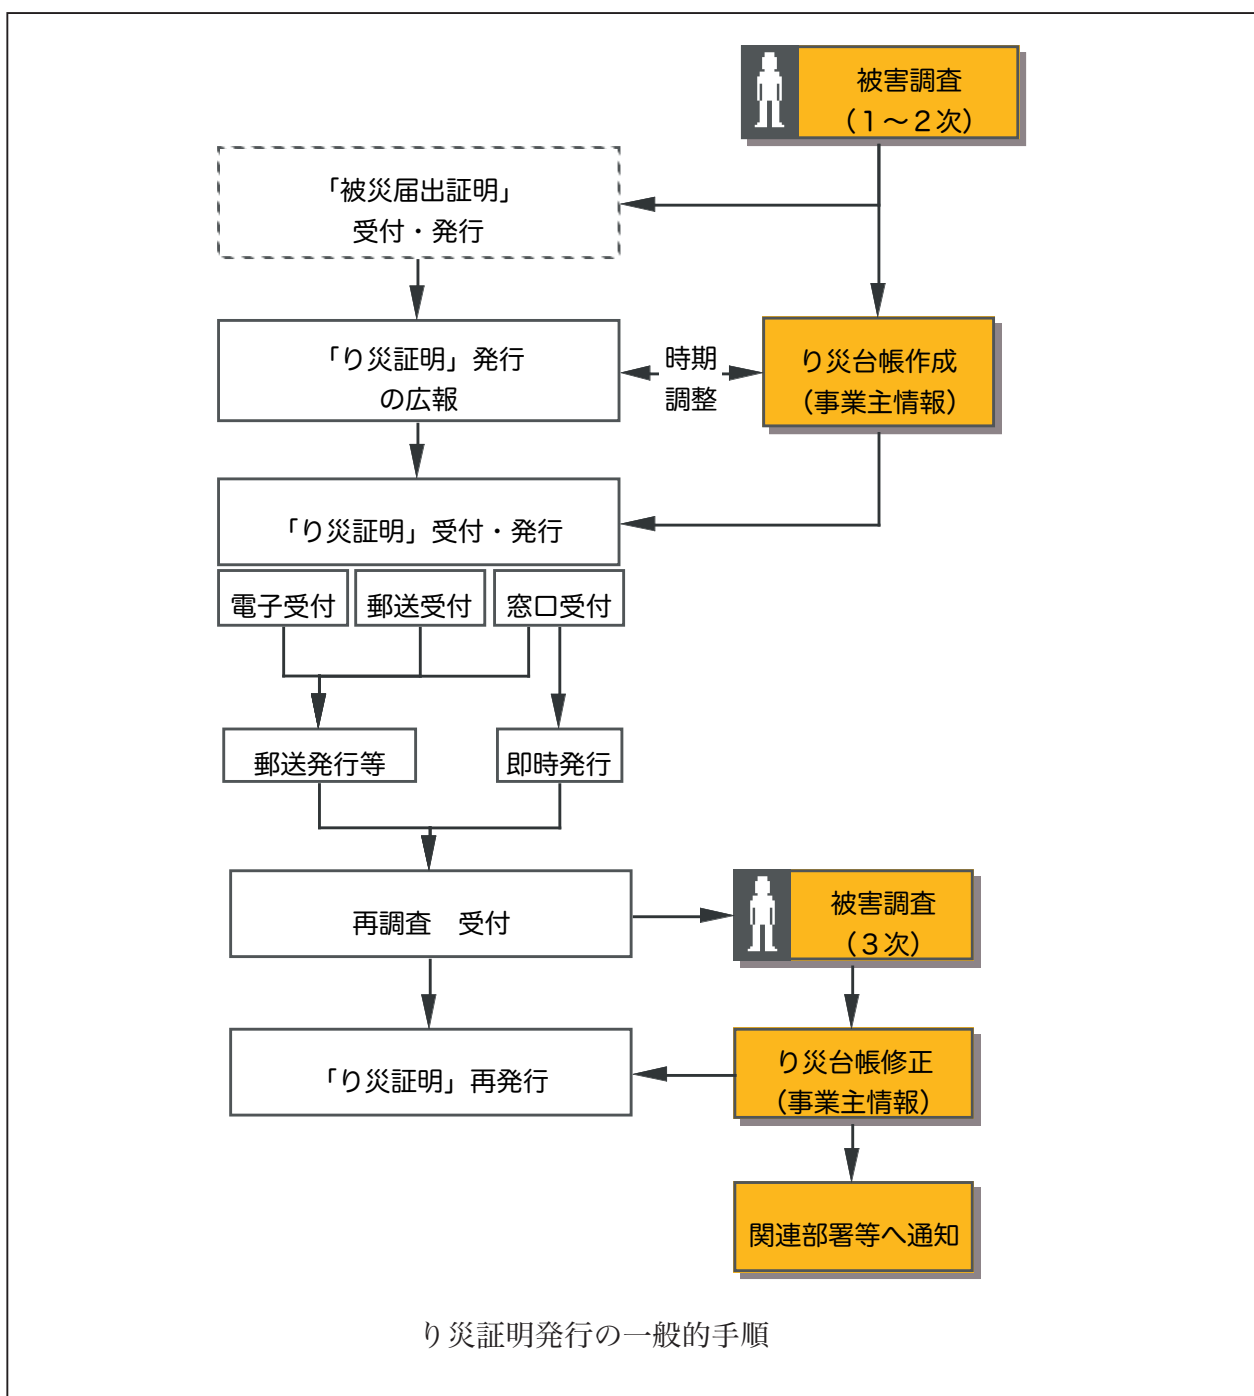 被害調査
（１～２次）
「被災届出証明」
受付・発行
「り災証明」発行
の広報
時期
調整
り災台帳作成
（事業主情報）
「り災証明」受付・発行
電子受付
郵送受付
窓口受付
郵送発行等
即時発行
再調査　受付
被害調査
（３次）
「り災証明」再発行
り災台帳修正
（事業主情報）
関連部署等へ通知
り災証明発行の一般的手順